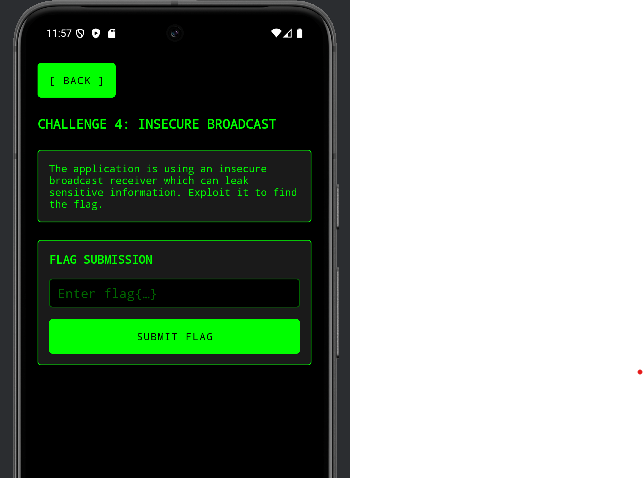 11:57
[ BACK ]
CHALLENGE 4: INSECURE BROADCAST
The application is using an insecure
broadcast receiver which can leak
sensitive information. Exploit it to find
the flag.
FLAG SUBMISSION
Enter flag{…}
SUBMIT FLAG